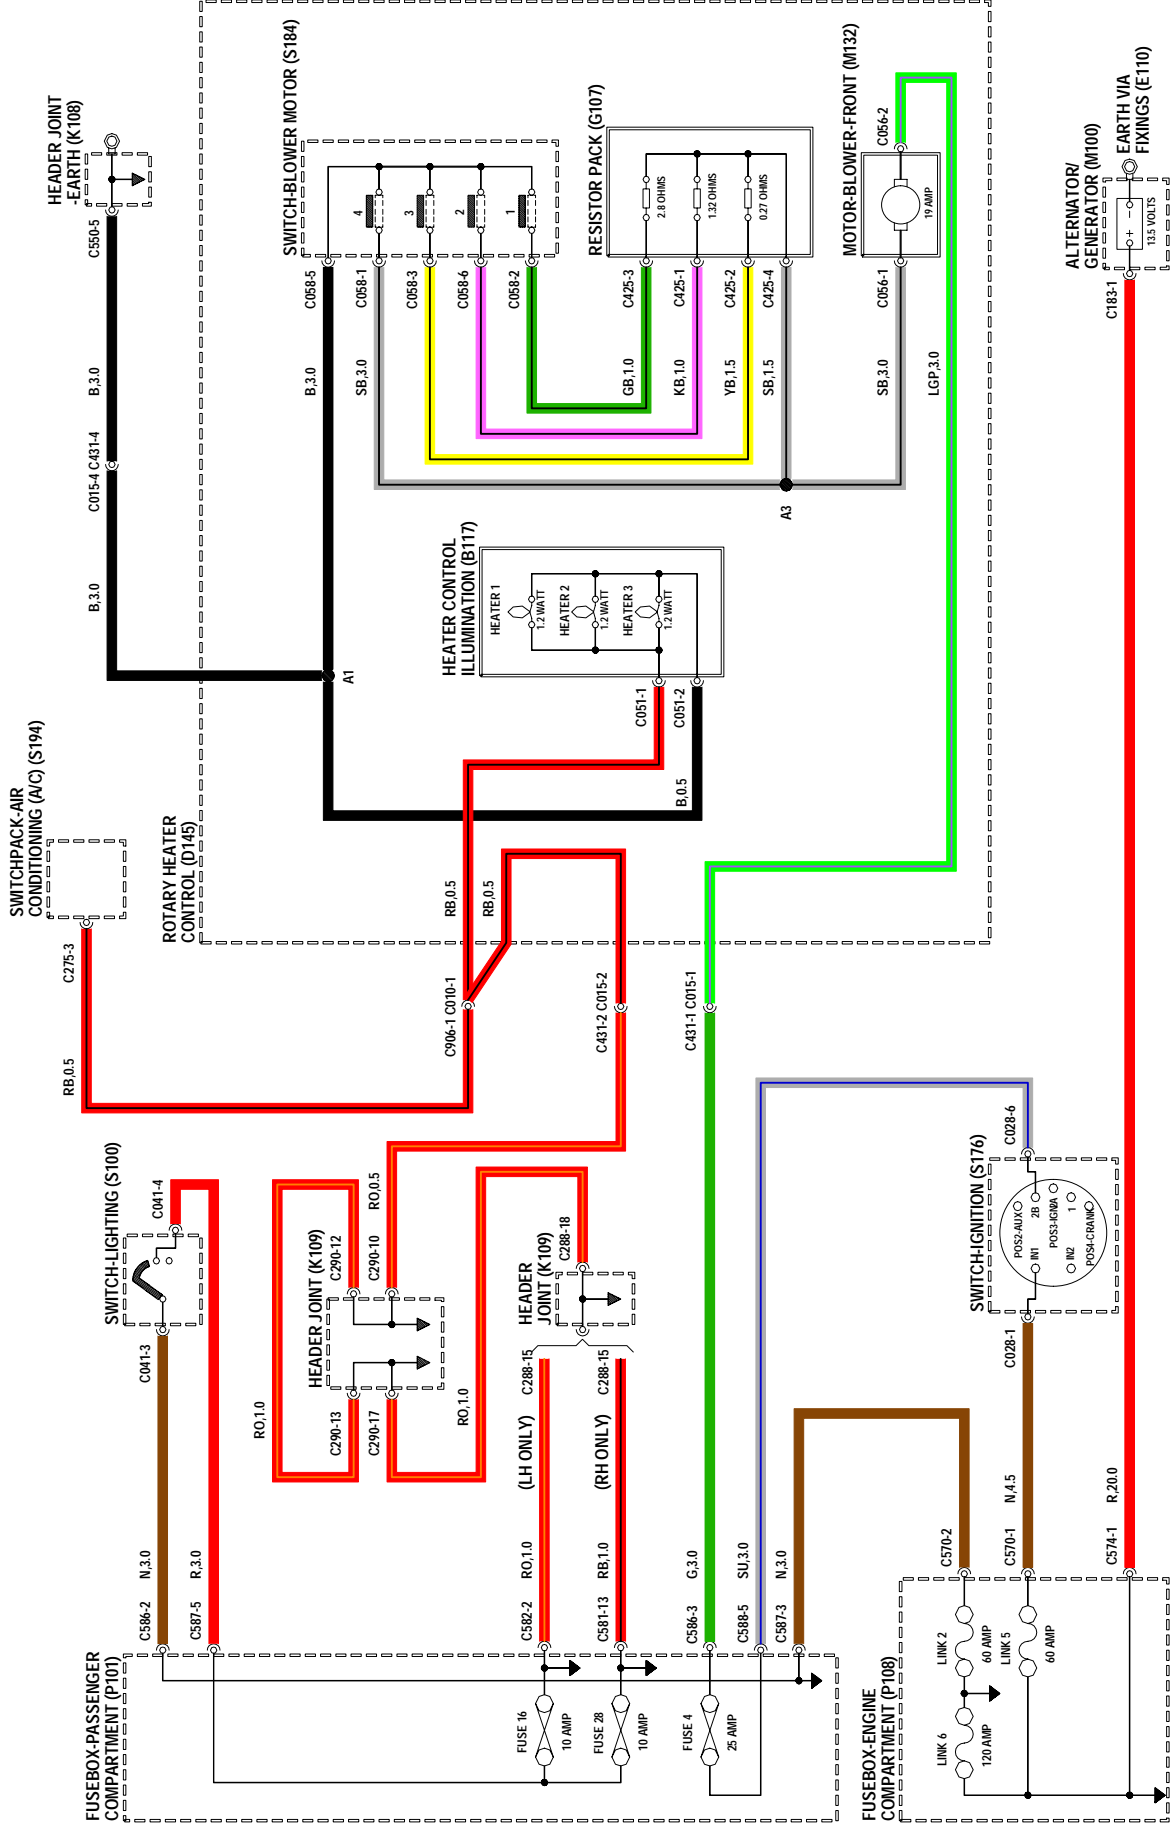 HEADER JOINT
-EARTH (K108)
C550-5
B,3.0
C015-4 C431-4
B,3.0
SWITCHPACK-AIR
CONDITIONING (A/C) (S194)
C275-3
RB,0.5
ROTARY HEATER
CONTROL (D145)
SWITCH-BLOWER MOTOR (S184)
4
3
2
1
C058-5
C058-1
C058-3
C058-6
C058-2
B,3.0
SB,3.0
RESISTOR PACK (G107)
2.8 OHMS
1.32 OHMS
0.27 OHMS
C425-3
C425-1
C425-2
C425-4
GB,1.0
KB,1.0
YB,1.5
SB,1.5
MOTOR-BLOWER-FRONT (M132)
19 AMP
C056-2
C056-1
SB,3.0
LGP,3.0
A3
A1
HEATER CONTROL
ILLUMINATION (B117)
HEATER 1
1.2 WATT
HEATER 2
1.2 WATT
HEATER 3
1.2 WATT
C051-1
C051-2
B,0.5
RB,0.5
RB,0.5
C906-1 C010-1
C431-2 C015-2
C431-1 C015-1
ALTERNATOR/
GENERATOR (M100)
EARTH VIA
FIXINGS (E110)
+
-
13.5 VOLTS
C183-1
SWITCH-LIGHTING (S100)
C041-4
C041-3
HEADER JOINT (K109)
C290-12
C290-10
RO,0.5
C290-13
C290-17
RO,1.0
RO,1.0
HEADER
JOINT (K109)
C288-18
C288-15
C288-15
(LH ONLY)
(RH ONLY)
SWITCH-IGNITION (S176)
POS2-AUX
IN1
2B
POS3-IGN
2A
IN2
1
POS4-CRANK
C028-6
C028-1
N,3.0
R,3.0
RO,1.0
RB,1.0
G,3.0
SU,3.0
N,3.0
N,4.5
R,20.0
C586-2
C587-5
C582-2
C581-13
C586-3
C588-5
C587-3
C570-2
C570-1
C574-1
FUSEBOX-PASSENGER
COMPARTMENT (P101)
FUSE 16
10 AMP
FUSE 28
10 AMP
FUSE 4
25 AMP
FUSEBOX-ENGINE
COMPARTMENT (P108)
LINK 2
60 AMP
LINK 5
60 AMP
LINK 6
120 AMP